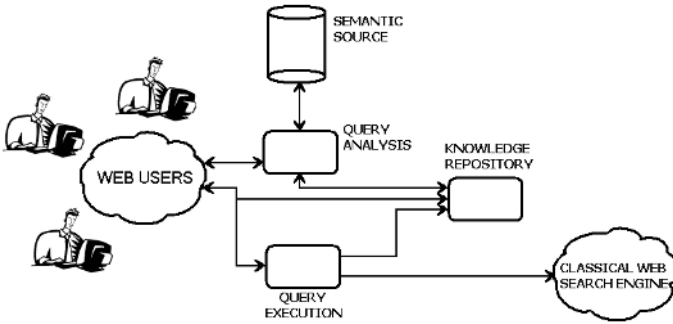 SEMANTIC
SOURCE
QUERY
ANALYSIS
KNOWLEDGE
REPOSITORY
WEB USERS
CLASSICAL WEB
SEARCH ENGINE
QUERY
EXECUTION